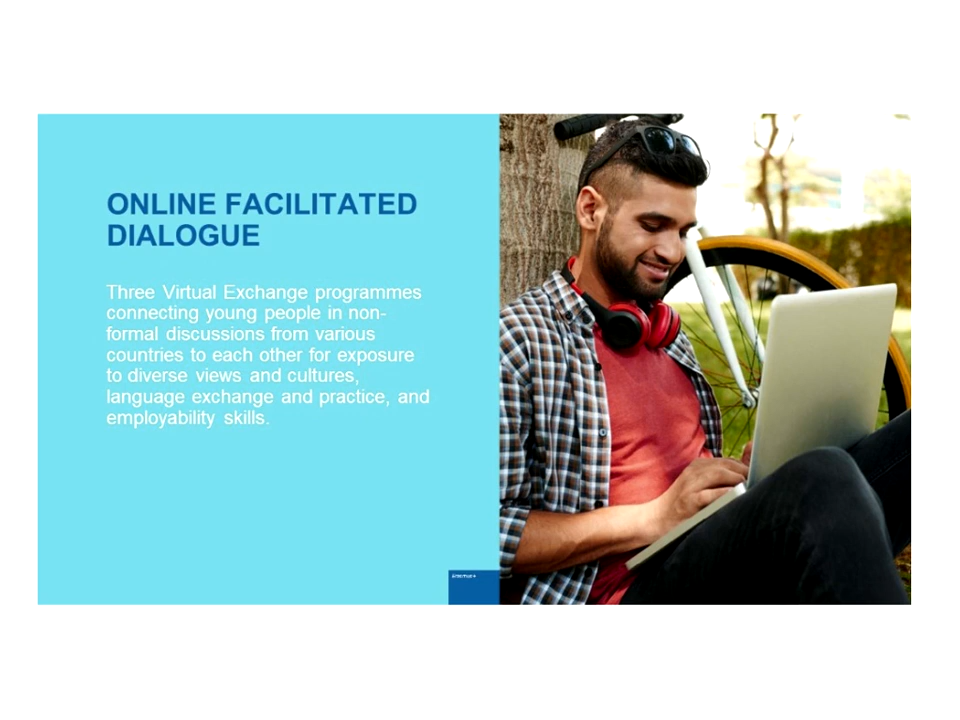 ONLINE FACILITATED
DIALOGUE
Three Virtual Exchange programmes
connecting young people in non-
formal discussions from various
countries to each other for exposure
to diverse views and cultures,
language exchange and practice, and
employability skills.
Erasmus+